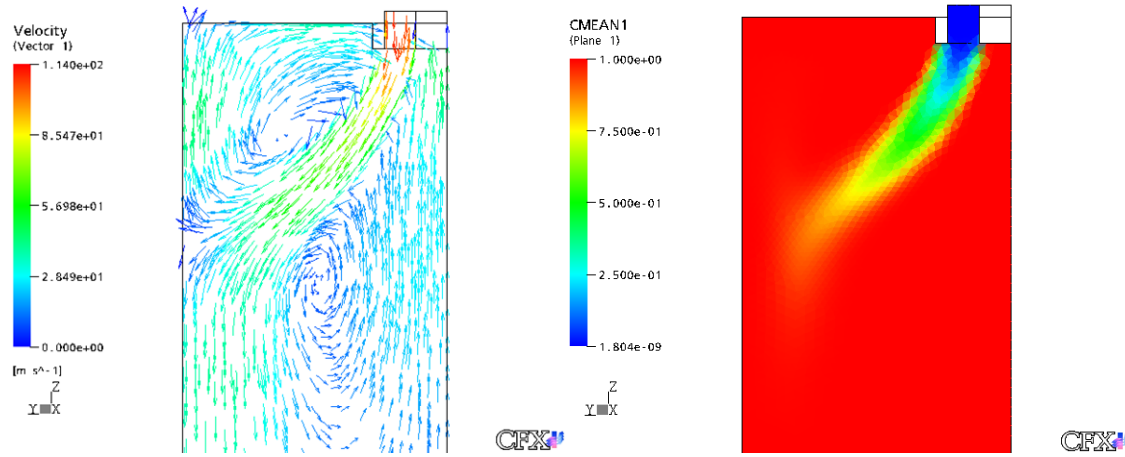 Velocity
(Vector 1)
1.140e+02
8.547e+01
5.698e+01
2.849e+01
0.000e+00
[m s^-1]
Z
Y X
CFX
CMEAN1
(Plane 1)
1.000e+00
7.500e-01
5.000e-01
2.500e-01
1.804e-09
Z
Y X
CFX